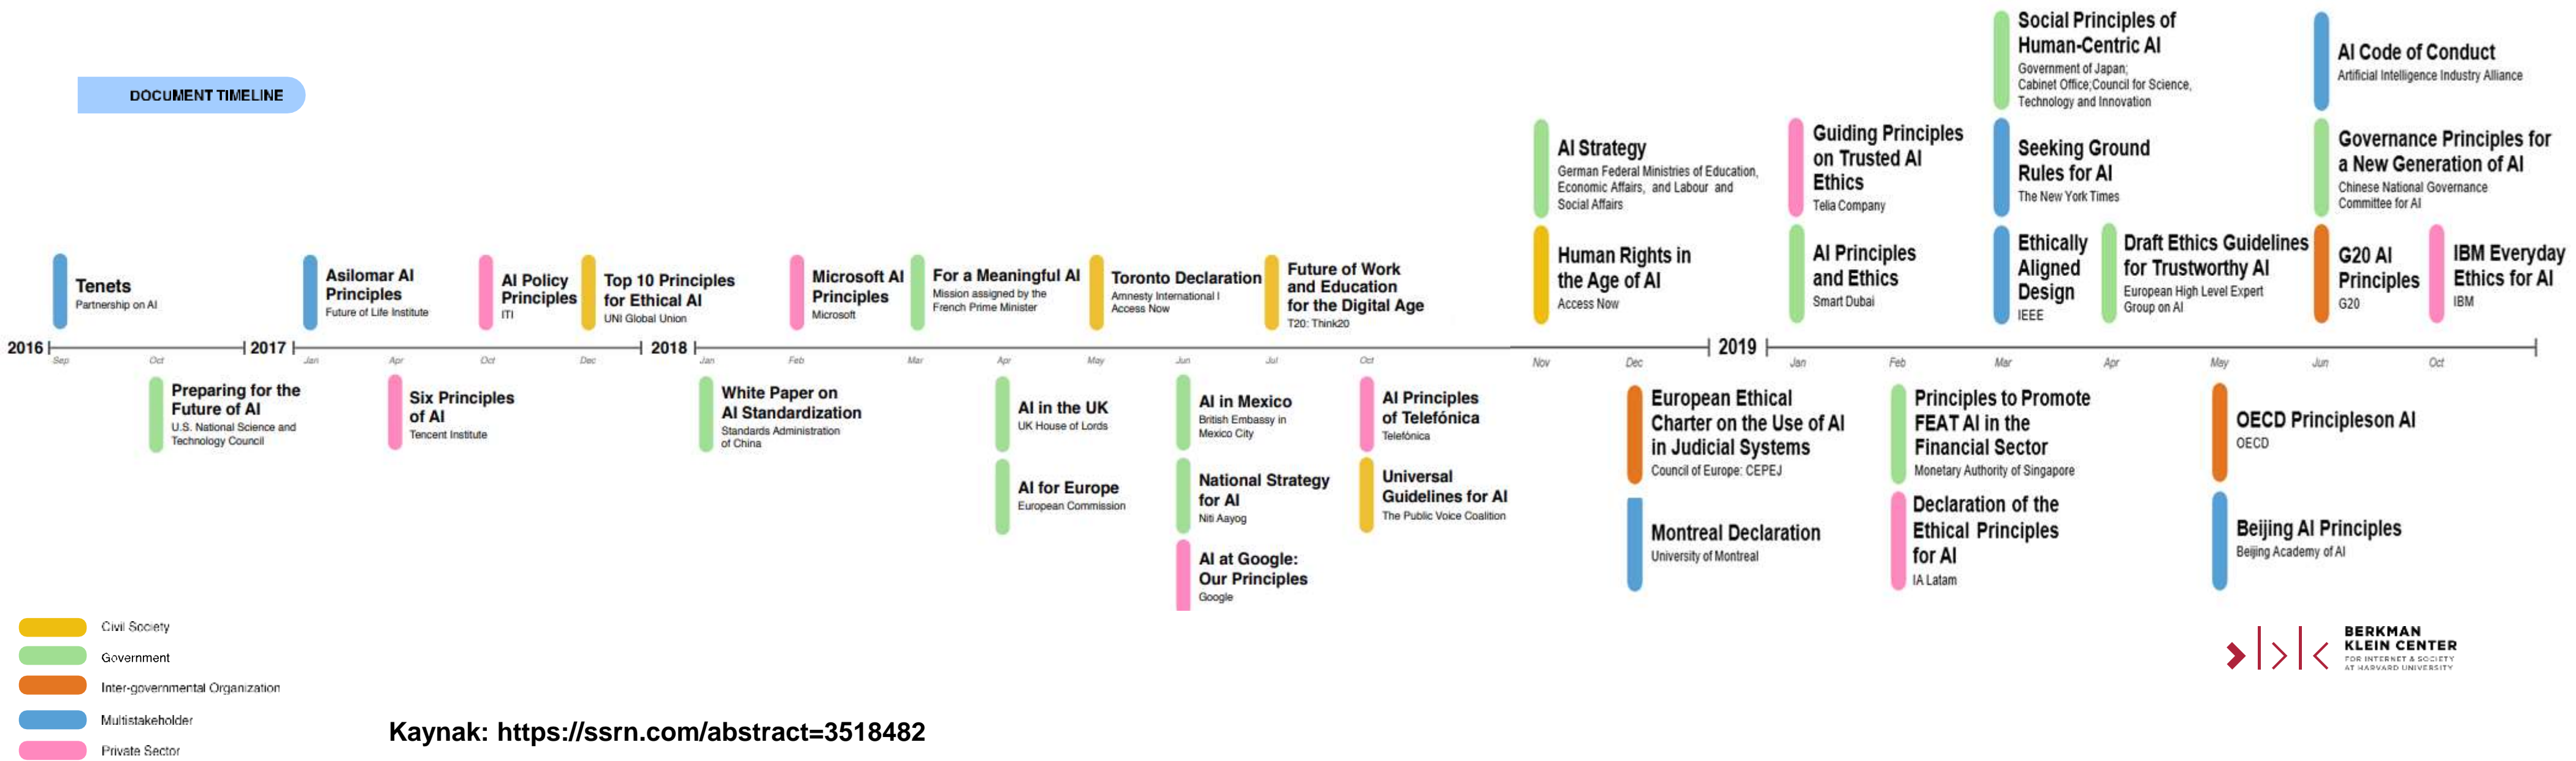 DOCUMENT TIMELINE
Tenets
Partnership on AI
Asilomar AI
Principles
Future of Life Institute
AI Policy
Principles
ITI
Top 10 Principles
for Ethical AI
UNI Global Union
Microsoft AI
Principles
Microsoft
For a Meaningful AI
Mission assigned by the
French Prime Minister
Toronto Declaration
Amnesty International |
Access Now
Future of Work
and Education
for the Digital Age
T20: Think20
AI Strategy
German Federal Ministries of Education,
Economic Affairs, and Labour and
Social Affairs
Human Rights in
the Age of AI
Access Now
Guiding Principles
on Trusted AI
Ethics
Telia Company
AI Principles
and Ethics
Smart Dubai
Social Principles of
Human-Centric AI
Government of Japan;
Cabinet Office;Council for Science,
Technology and Innovation
Seeking Ground
Rules for AI
The New York Times
Ethically
Aligned
Design
IEEE
Draft Ethics Guidelines
for Trustworthy AI
European High Level Expert
Group on AI
AI Code of Conduct
Artificial Intelligence Industry Alliance
Governance Principles for
a New Generation of AI
Chinese National Governance
Committee for AI
G20 AI
Principles
G20
IBM Everyday
Ethics for AI
IBM
2016 2017 2018 2019
Sep Oct Jan Apr Oct Dec Jan Feb Mar Apr May Jun Jul Oct Nov Dec Jan Feb Mar Apr May Jun Oct
Preparing for the
Future of AI
U.S. National Science and
Technology Council
Six Principles
of AI
Tencent Institute
White Paper on
AI Standardization
Standards Administration
of China
AI in the UK
UK House of Lords
AI for Europe
European Commission
AI in Mexico
British Embassy in
Mexico City
National Strategy
for AI
Niti Aayog
AI at Google:
Our Principles
Google
AI Principles
of Telefónica
Telefónica
Universal
Guidelines for AI
The Public Voice Coalition
European Ethical
Charter on the Use of AI
in Judicial Systems
Council of Europe: CEPEJ
Montreal Declaration
University of Montreal
Principles to Promote
FEAT AI in the
Financial Sector
Monetary Authority of Singapore
Declaration of the
Ethical Principles
for AI
IA Latam
OECD Principleson AI
OECD
Beijing AI Principles
Beijing Academy of AI
Civil Society
Government
Inter-governmental Organization
Multistakeholder
Private Sector
Kaynak: https://ssrn.com/abstract=3518482
BERKMAN
KLEIN CENTER
FOR INTERNET & SOCIETY
AT HARVARD UNIVERSITY